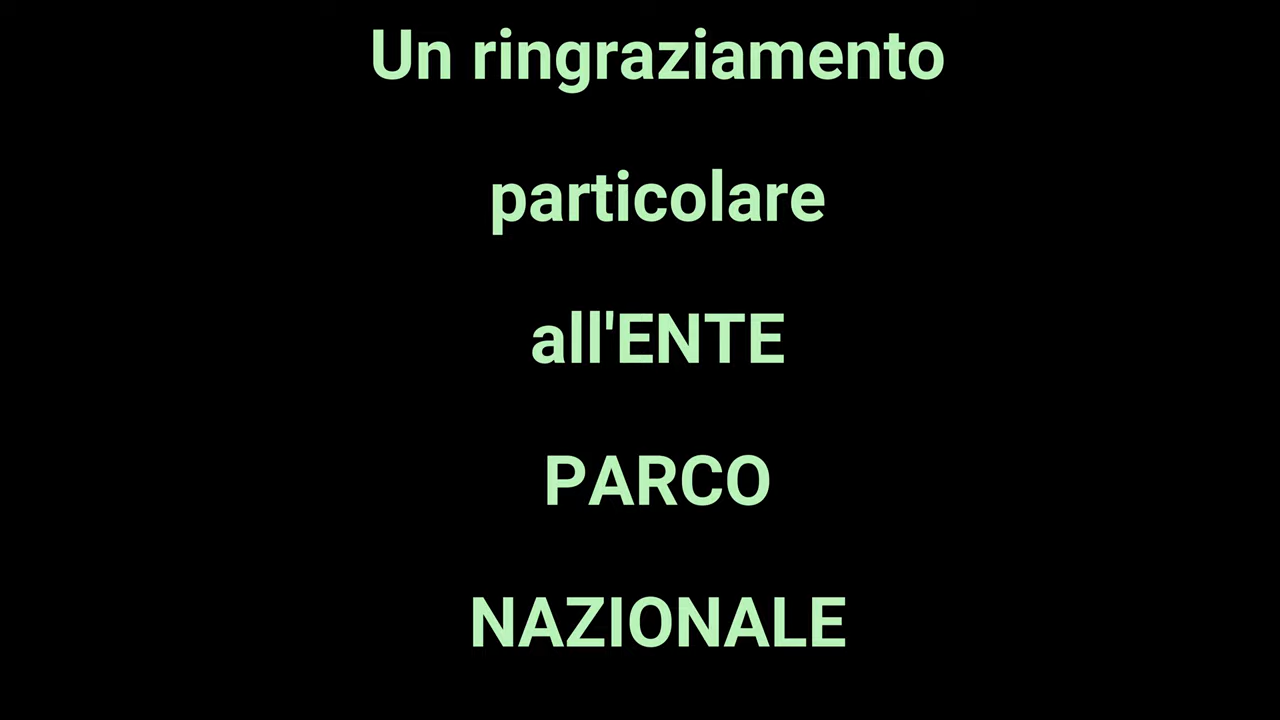 Un ringraziamento
particolare
all'ENTE
PARCO
NAZIONALE